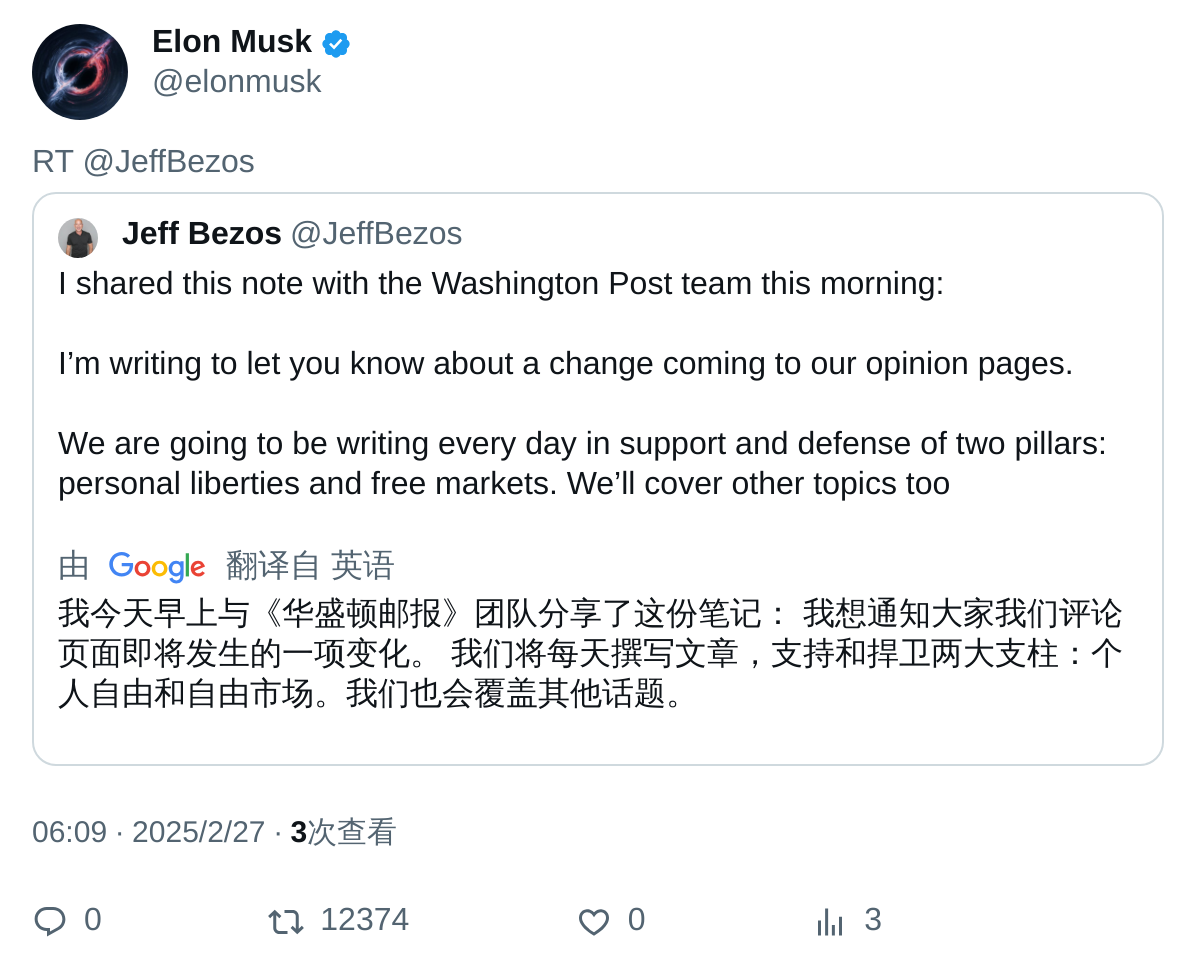 Elon Musk
@elonmusk
RT @JeffBezos
Jeff Bezos @JeffBezos
I shared this note with the Washington Post team this morning:
I’m writing to let you know about a change coming to our opinion pages.
We are going to be writing every day in support and defense of two pillars:
personal liberties and free markets. We’ll cover other topics too
由 Google 翻译自 英语
我今天早上与《华盛顿邮报》团队分享了这份笔记： 我想通知大家我们评论
页面即将发生的一项变化。 我们将每天撰写文章，支持和捍卫两大支柱：个
人自由和自由市场。我们也会覆盖其他话题。
06:09 · 2025/2/27 · 3次查看
0 12374 0 3